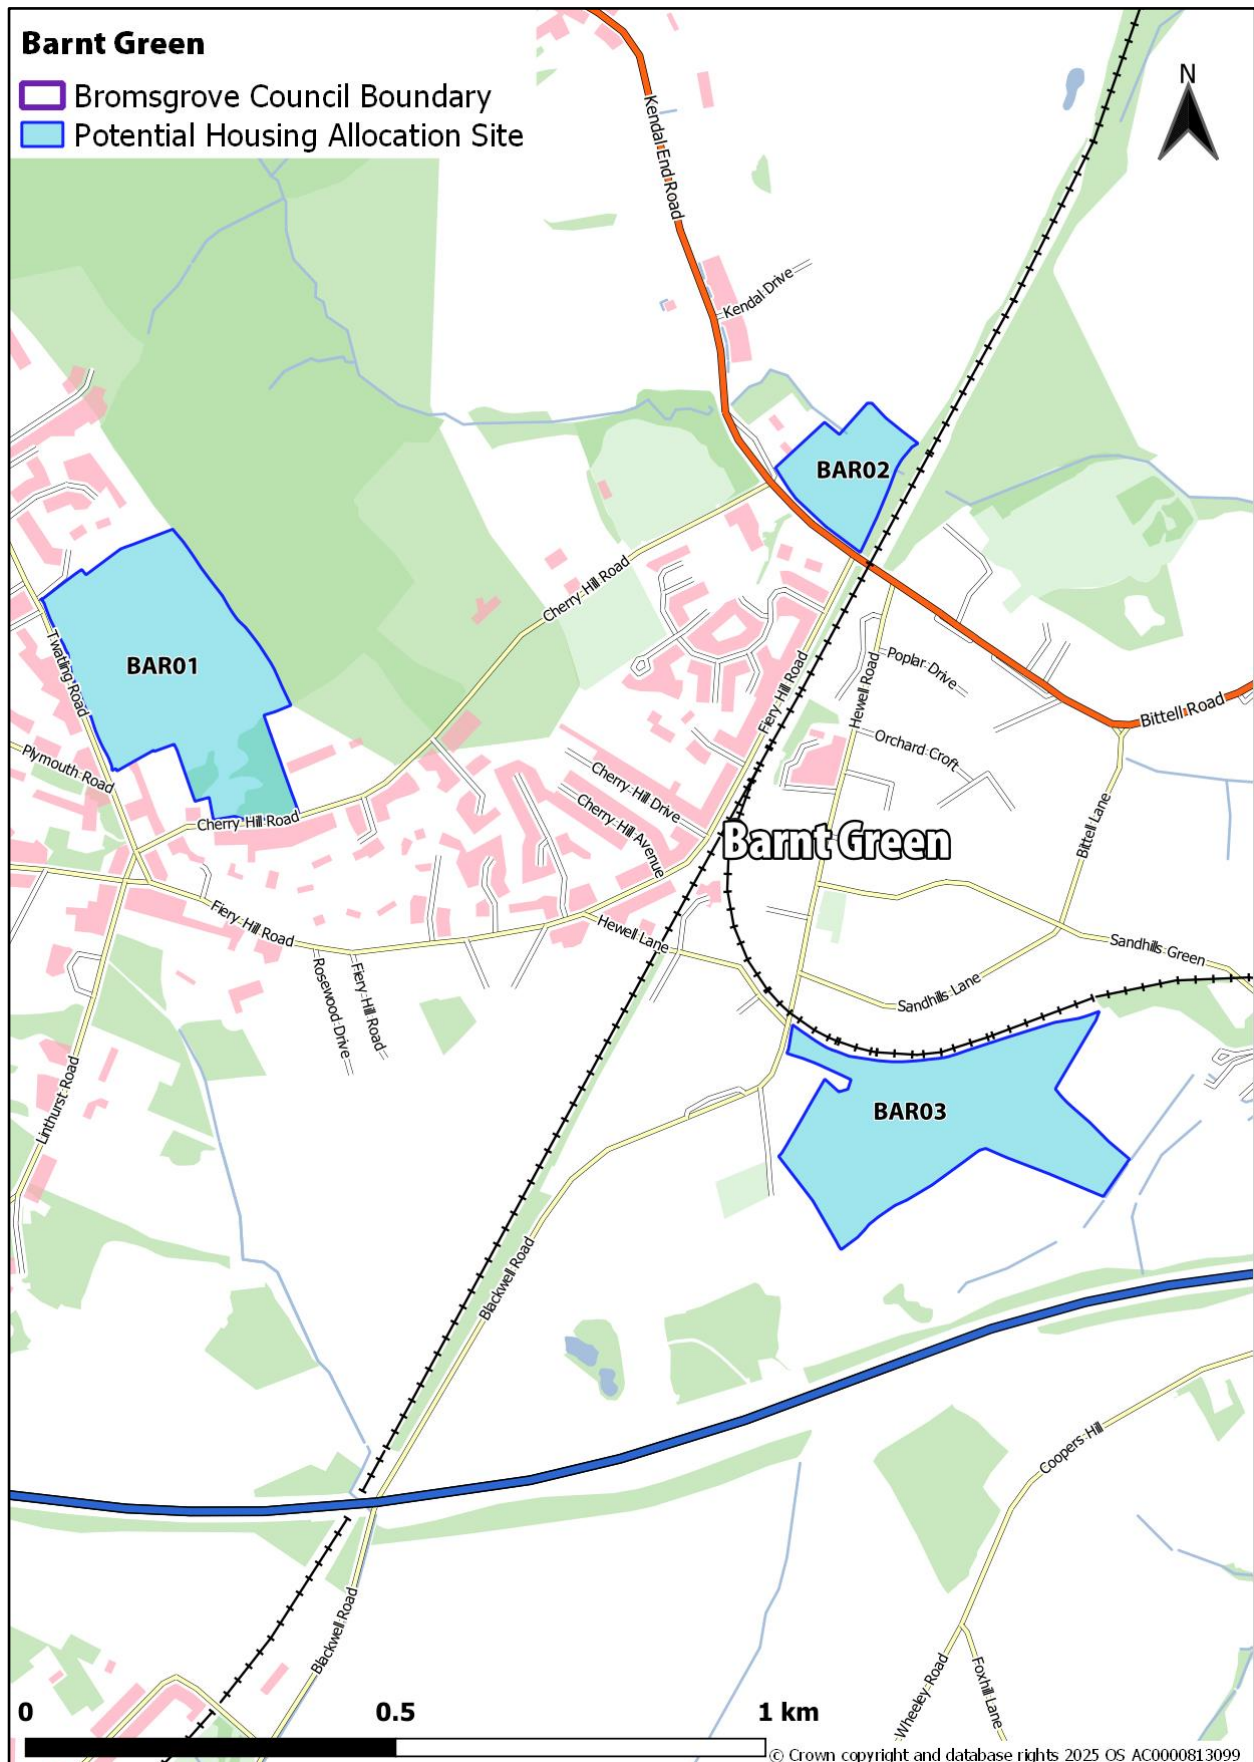 Barnt Green
Bromsgrove Council Boundary
Potential Housing Allocation Site
N
Kendal End Road
Kendal Drive
BAR02
Cherry Hill Road
BAR01
Twatling Road
Plymouth Road
Poplar Drive
Fiery Hill Road
Hewell Road
Bittell Road
Orchard Croft
Cherry Hill Drive
Cherry Hill Avenue
Cherry Hill Road
Barnt Green
Bittell Lane
Fiery Hill Road
Hewell Lane
Sandhills Green
Sandhills Lane
Rosewood Drive
Fiery Hill Road
Linthurst Road
BAR03
Blackwell Road
Coopers Hill
Blackwell Road
Wheeley Road
Foxhill Lane
0 0.5 1 km
© Crown copyright and database rights 2025 OS AC0000813099